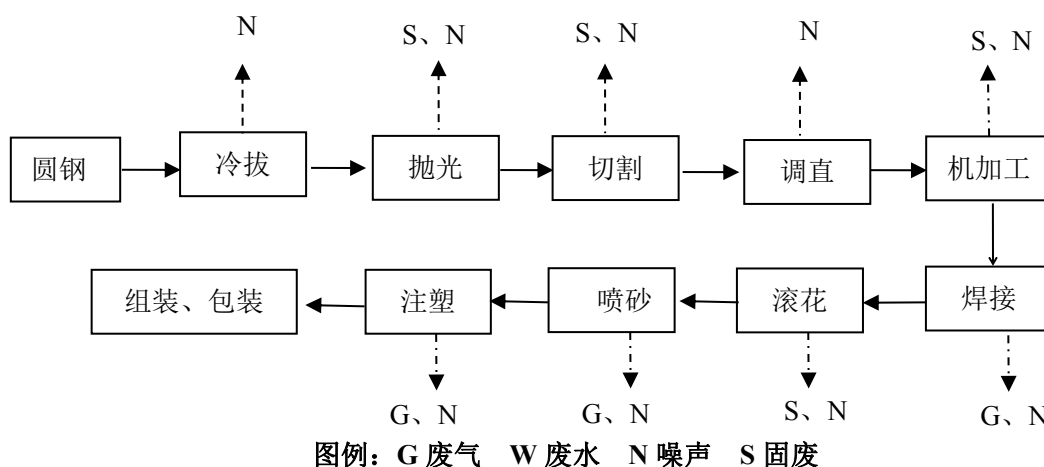 N S、N S、N N S、N
圆钢 冷拔 抛光 切割 调直 机加工
组装、包装 注塑 喷砂 滚花 焊接
G、N G、N S、N G、N
图例：G 废气 W 废水 N 噪声 S 固废